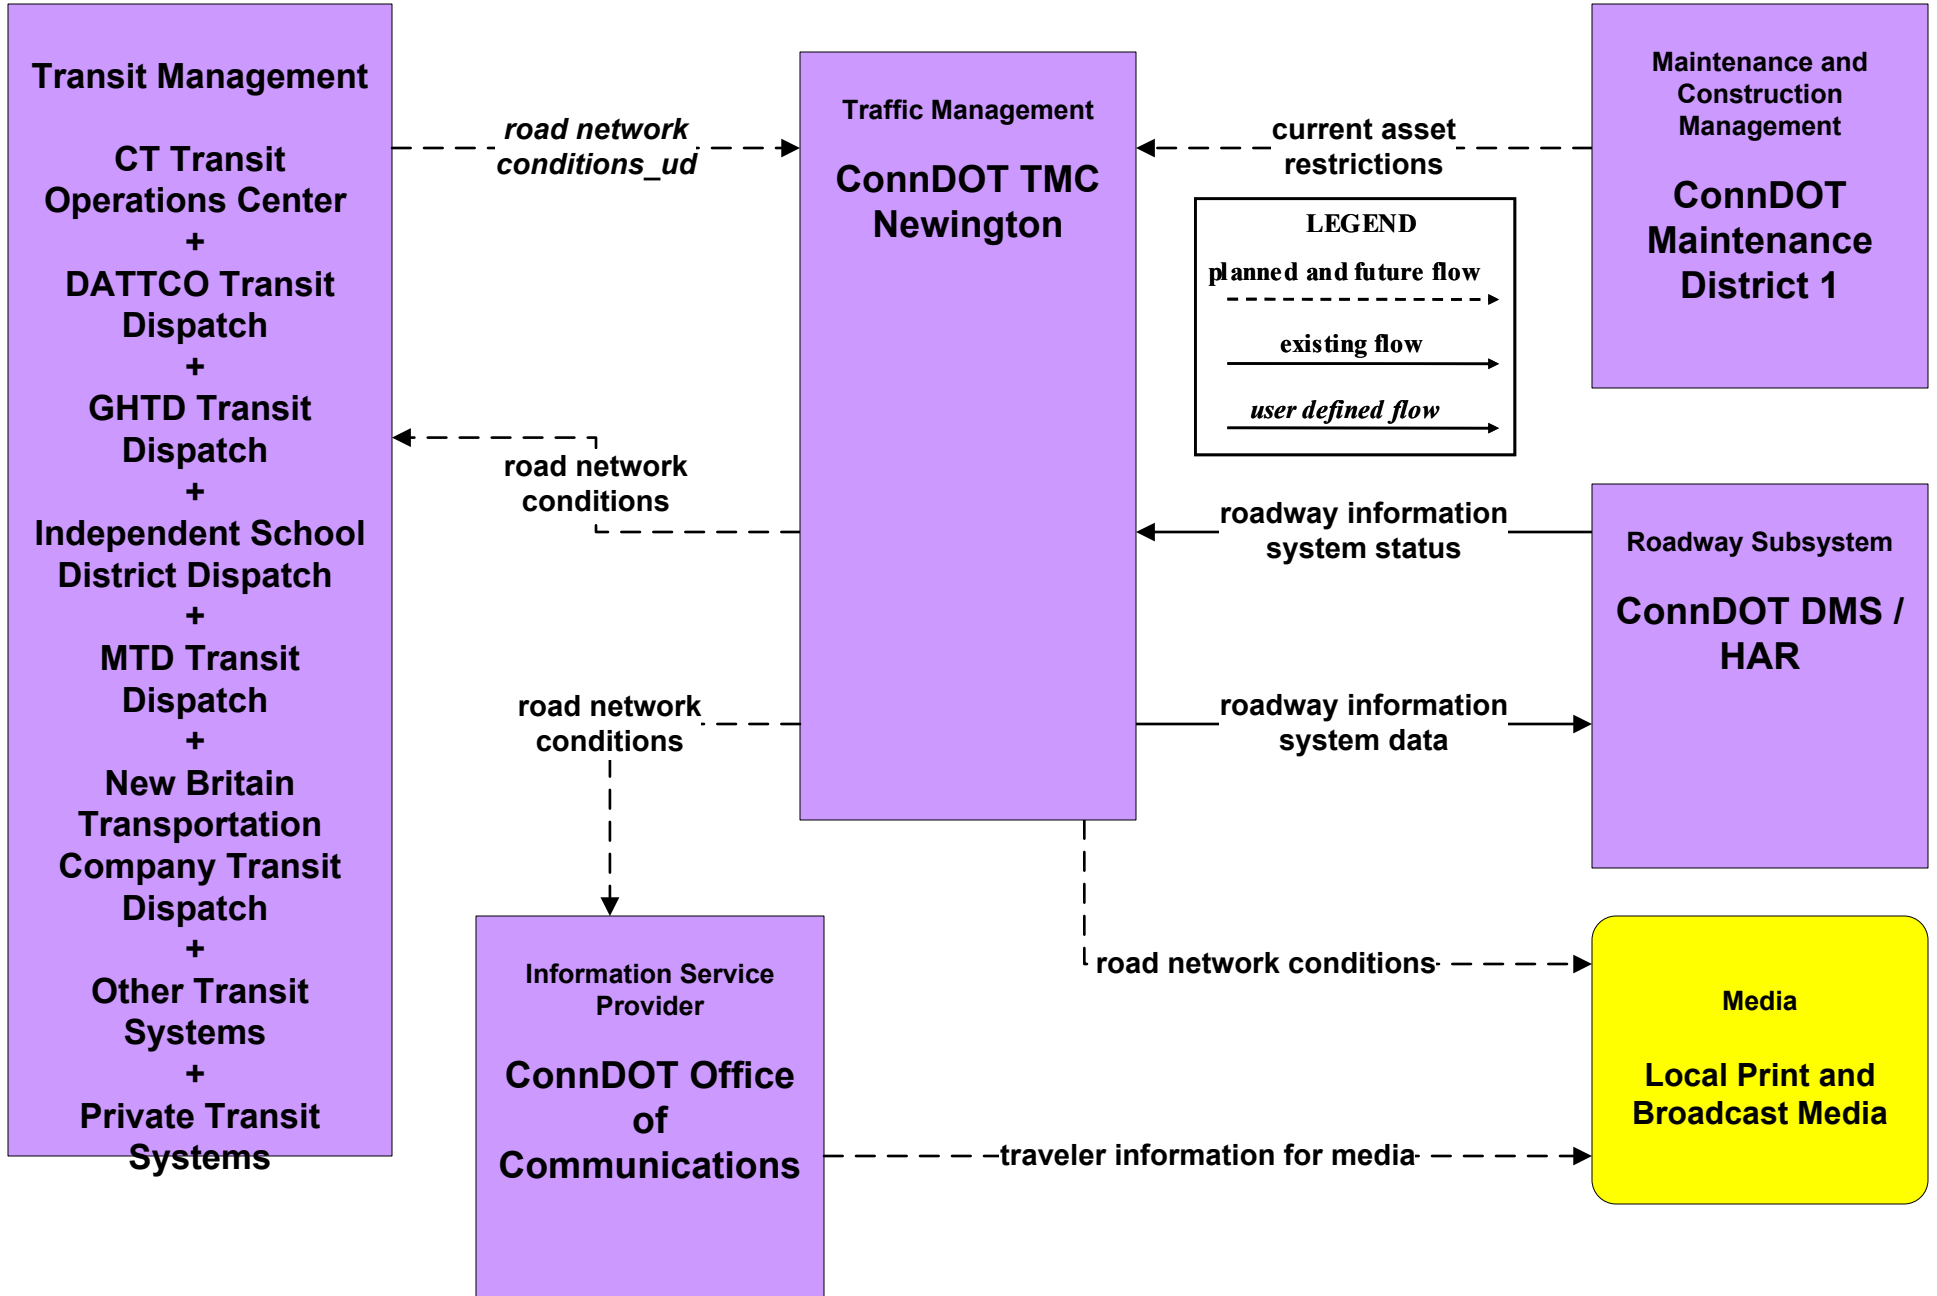 Transit Management
CT Transit
Operations Center
+
DATTCO Transit
Dispatch
+
GHTD Transit
Dispatch
+
Independent School
District Dispatch
+
MTD Transit
Dispatch
+
New Britain
Transportation
Company Transit
Dispatch
+
Other Transit
Systems
+
Private Transit
Systems
road network
conditions_ud
Traffic Management
ConnDOT TMC
Newington
current asset
restrictions
Maintenance and
Construction
Management
ConnDOT
Maintenance
District 1
LEGEND
planned and future flow
existing flow
user defined flow
road network
conditions
roadway information
system status
Roadway Subsystem
ConnDOT DMS /
HAR
road network
conditions
roadway information
system data
Information Service
Provider
ConnDOT Office
of
Communications
road network conditions
traveler information for media
Media
Local Print and
Broadcast Media